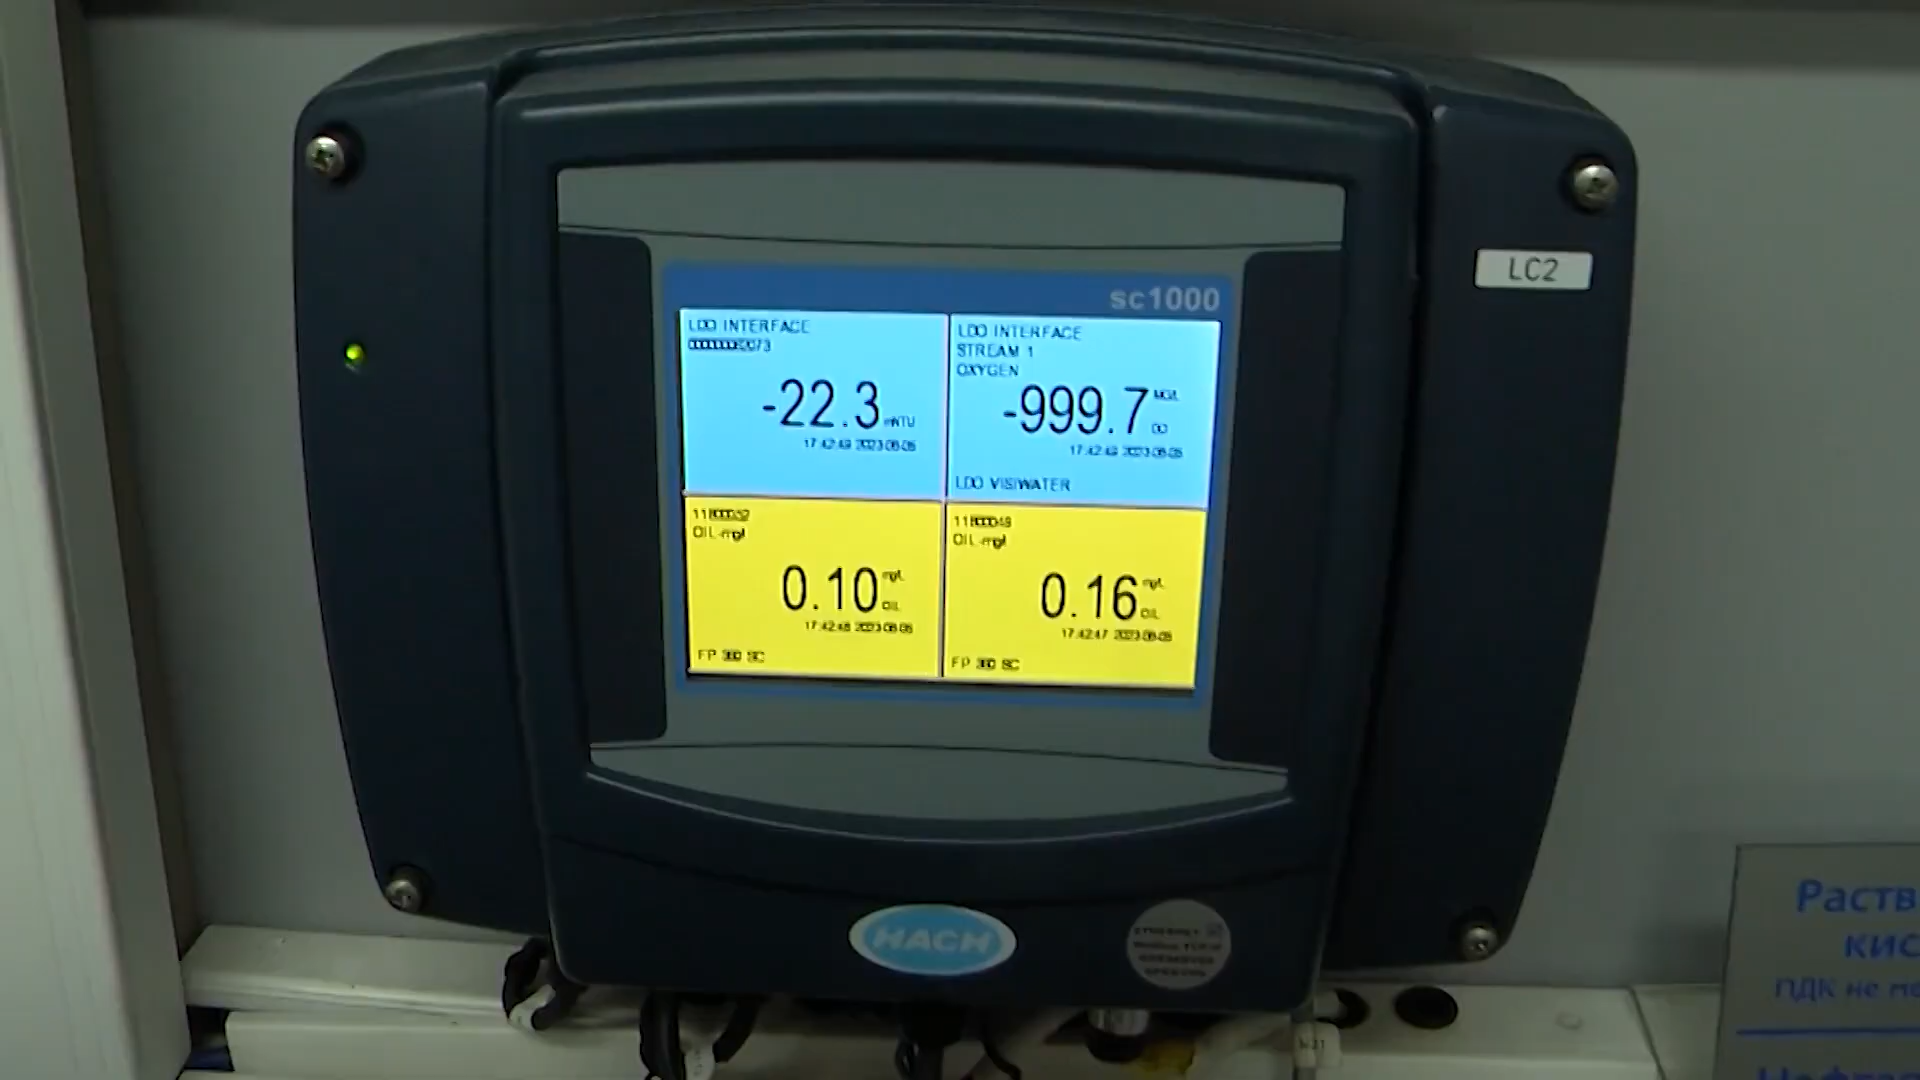 sc1000
LDO INTERFACE
-22.3 mNTU
17:42:49 2023-06-05
LDO INTERFACE
STREAM 1
OXYGEN
-999.7 MG/L
DO
17:42:49 2023-06-05
LDO VISIWATER
OIL-mg/l
0.10 mg/L
OIL
17:42:48 2023-06-05
FP 360 SC
OIL-mg/l
0.16 mg/L
OIL
17:42:47 2023-06-05
FP 360 SC
LC2
HACH
Раств
кис
ПДК не ме